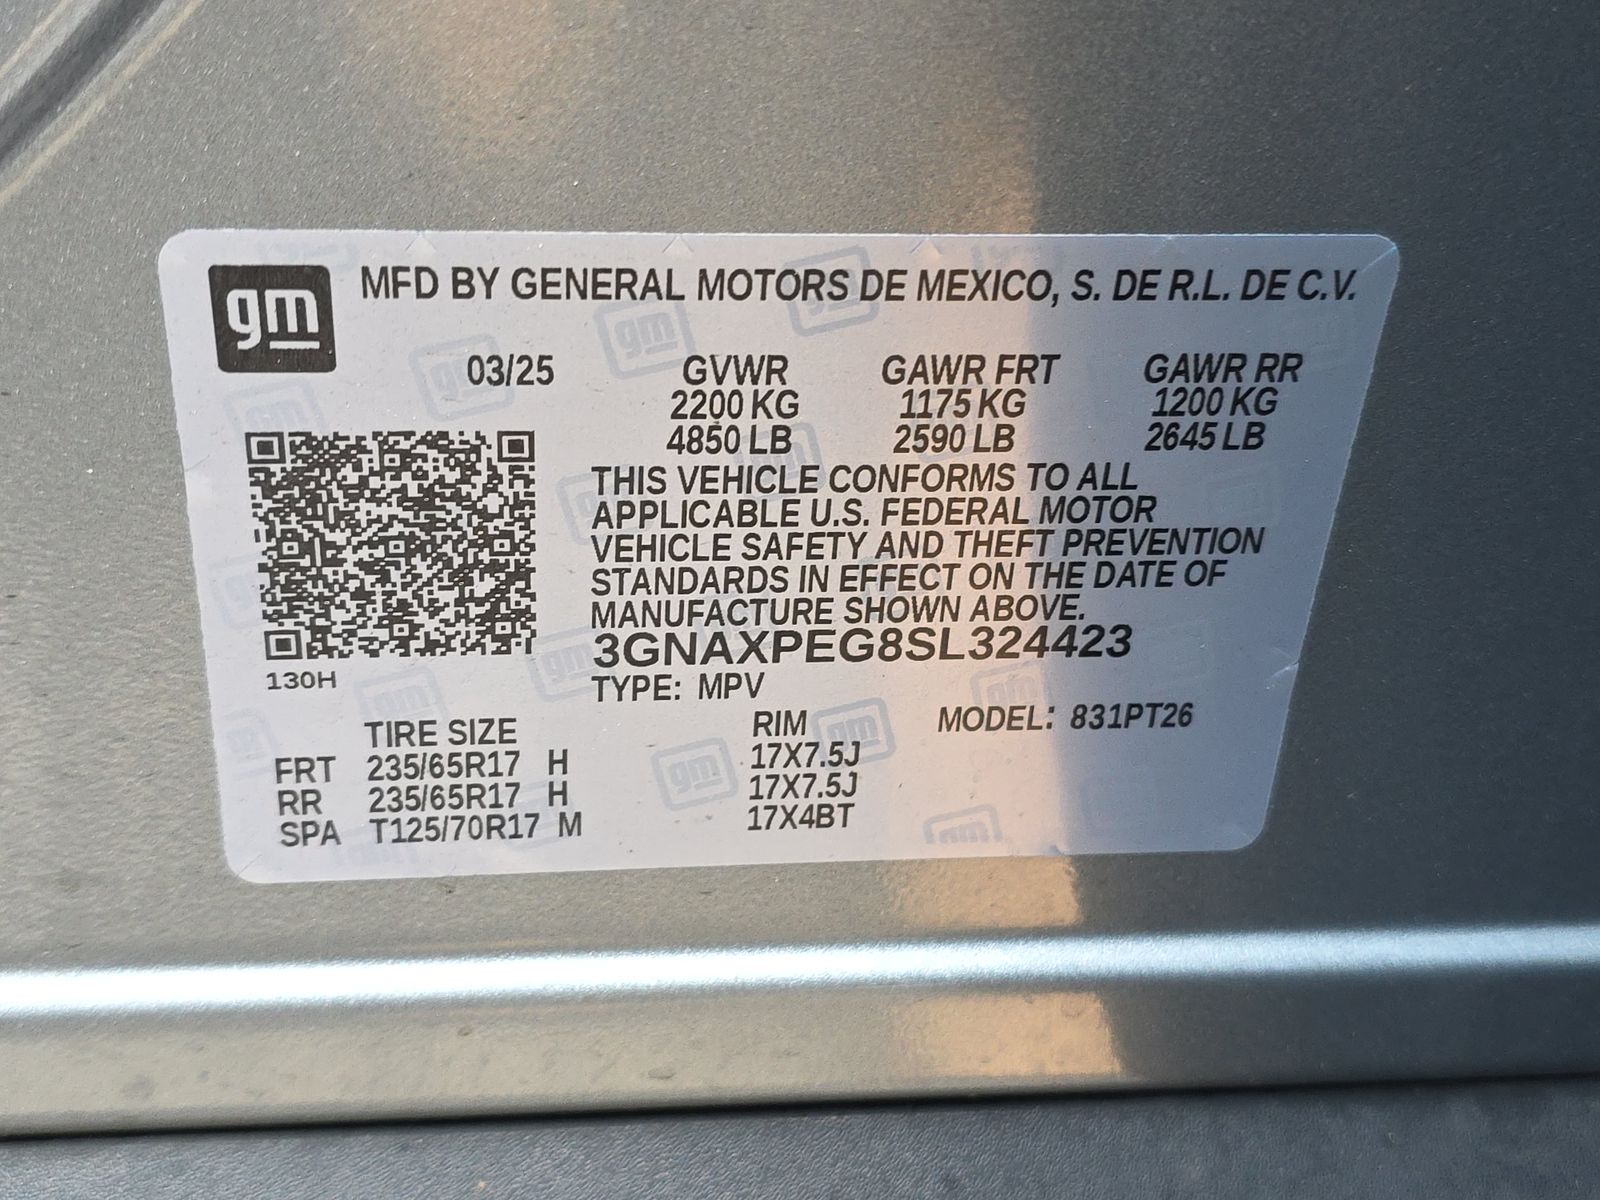 gm MFD BY GENERAL MOTORS DE MEXICO, S. DE R.L. DE C.V.
03/25 GVWR GAWR FRT GAWR RR
2200 KG 1175 KG 1200 KG
4850 LB 2590 LB 2645 LB
THIS VEHICLE CONFORMS TO ALL
APPLICABLE U.S. FEDERAL MOTOR
VEHICLE SAFETY AND THEFT PREVENTION
STANDARDS IN EFFECT ON THE DATE OF
MANUFACTURE SHOWN ABOVE.
3GNAXPEG8SL324423
130H
TYPE: MPV
TIRE SIZE RIM MODEL: 831PT26
FRT 235/65R17 H 17X7.5J
RR 235/65R17 H 17X7.5J
SPA T125/70R17 M 17X4BT